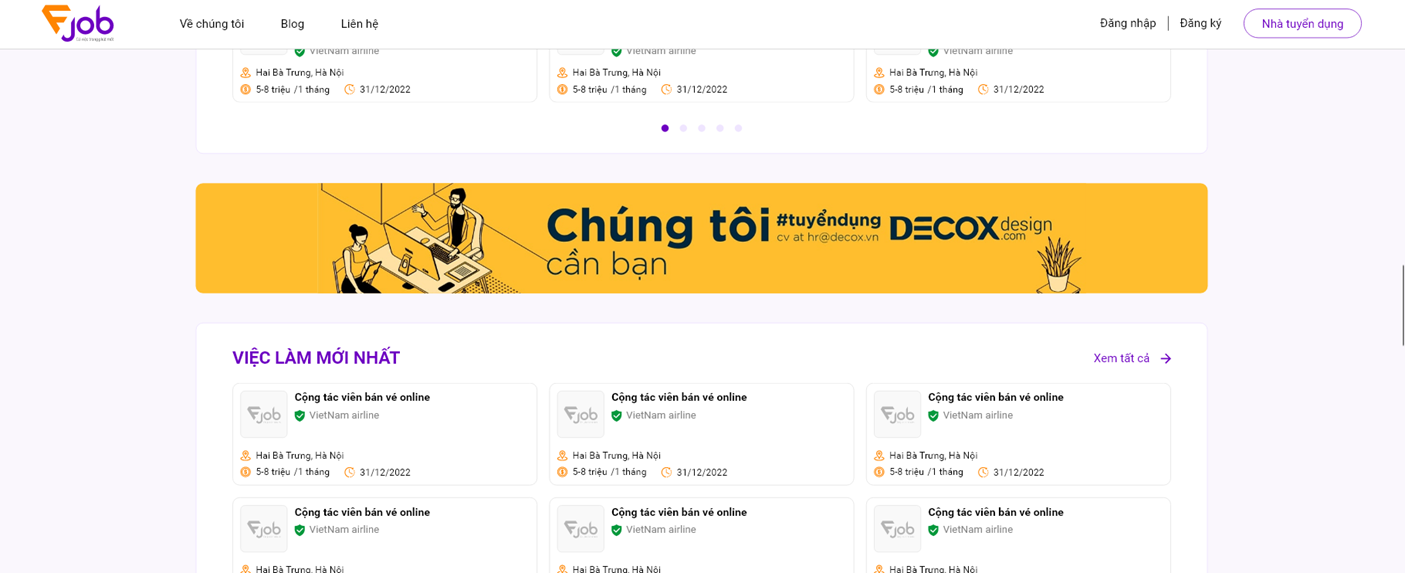 Fjob
Về chúng tôi
Blog
Liên hệ
Đăng nhập
Đăng ký
Nhà tuyển dụng
VietNam airline
VietNam airline
VietNam airline
Hai Bà Trưng, Hà Nội
Hai Bà Trưng, Hà Nội
Hai Bà Trưng, Hà Nội
5-8 triệu /1 tháng 31/12/2022
5-8 triệu /1 tháng 31/12/2022
5-8 triệu /1 tháng 31/12/2022
Chúng tôi
cần bạn
#tuyểndụng
cv at hr@decox.vn
DECOX design
.com
VIỆC LÀM MỚI NHẤT
Xem tất cả
Fjob
Cộng tác viên bán vé online
VietNam airline
Hai Bà Trưng, Hà Nội
5-8 triệu /1 tháng 31/12/2022
Fjob
Cộng tác viên bán vé online
VietNam airline
Hai Bà Trưng, Hà Nội
5-8 triệu /1 tháng 31/12/2022
Fjob
Cộng tác viên bán vé online
VietNam airline
Hai Bà Trưng, Hà Nội
5-8 triệu /1 tháng 31/12/2022
Fjob
Cộng tác viên bán vé online
VietNam airline
Hai Bà Trưng, Hà Nội
Fjob
Cộng tác viên bán vé online
VietNam airline
Hai Bà Trưng, Hà Nội
Fjob
Cộng tác viên bán vé online
VietNam airline
Hai Bà Trưng, Hà Nội